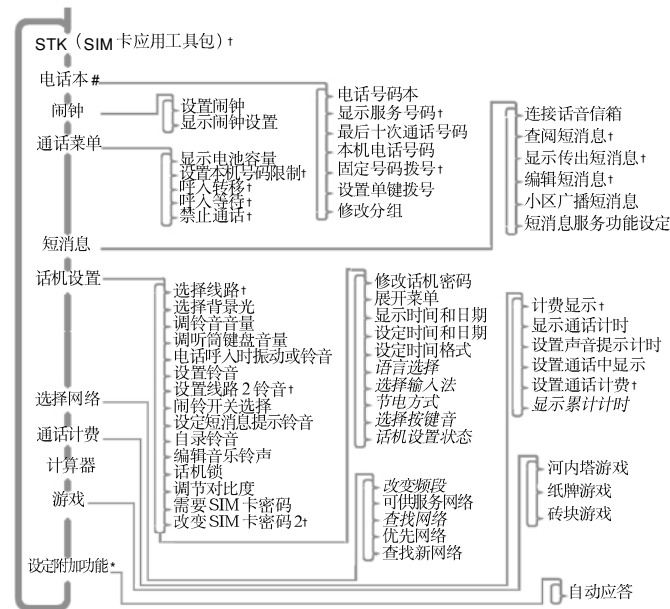 STK（SIM 卡应用工具包）†
电话本#
闹钟
设置闹钟
显示闹钟设置
通话菜单
显示电池容量
设置本机号码限制†
呼入转移†
呼入等待†
禁止通话†
电话号码本
显示服务号码†
最后十次通话号码
本机电话号码
固定号码拨号†
设置单键拨号
修改分组
连接话音信箱
查阅短消息†
显示传出短消息†
编辑短消息†
小区广播短消息
短消息服务功能设定
短消息
话机设置
选择线路†
选择背景光
调铃音音量
调听筒键盘音量
电话呼入时振动或铃音
设置铃音
设置线路 2 铃音†
闹铃开关选择
设定短消息提示铃音
自录铃音
编辑音乐铃声
话机锁
调节对比度
需要 SIM 卡密码
改变 SIM 卡密码 2†
修改话机密码
展开菜单
显示时间和日期
设定时间和日期
设定时间格式
语言选择
选择输入法
节电方式
选择按键音
话机设置状态
计费显示†
显示通话计时
设置声音提示计时
设置通话中显示
设置通话计费†
显示累计计时
选择网络
通话计费
计算器
游戏
改变频段
可供服务网络
查找网络
优先网络
查找新网络
河内塔游戏
纸牌游戏
砖块游戏
设定附加功能*
自动应答